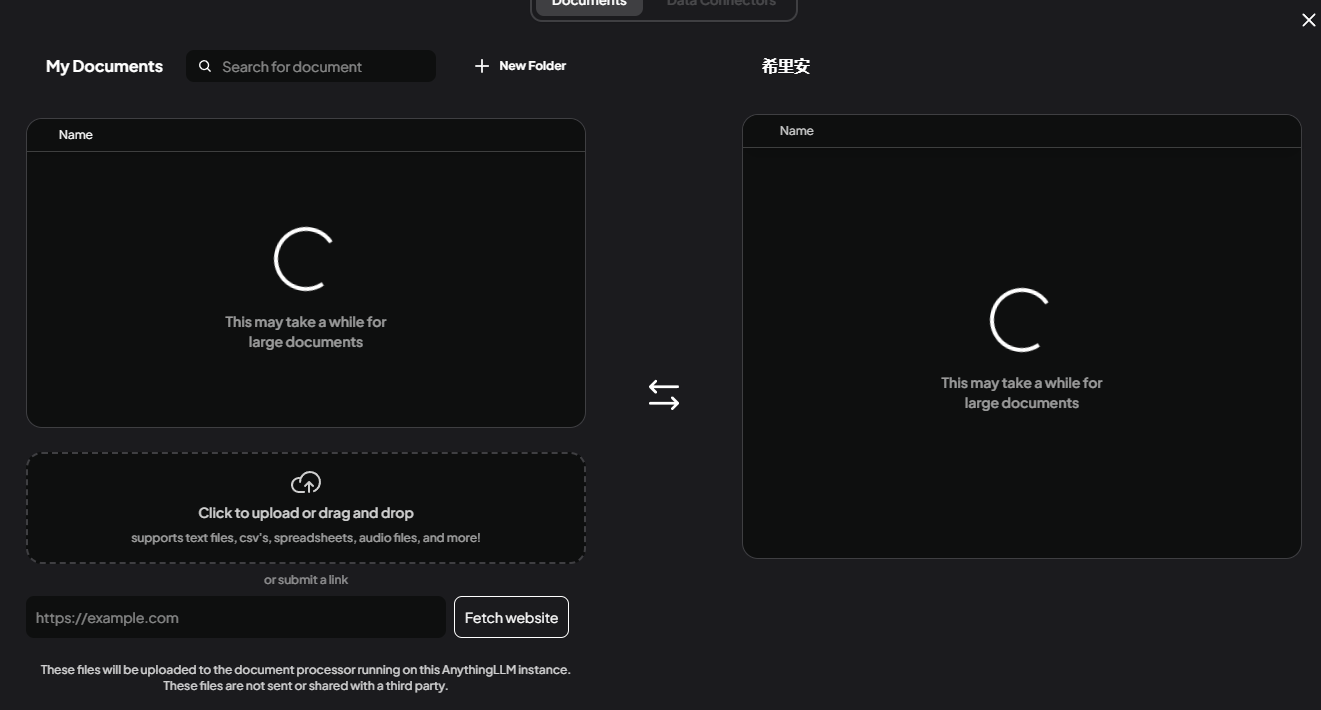 Documents
Data Connectors
My Documents
Search for document
New Folder
希里安
Name
This may take a while for
large documents
Name
This may take a while for
large documents
Click to upload or drag and drop
supports text files, csv's, spreadsheets, audio files, and more!
or submit a link
https://example.com
Fetch website
These files will be uploaded to the document processor running on this AnythingLLM instance.
These files are not sent or shared with a third party.